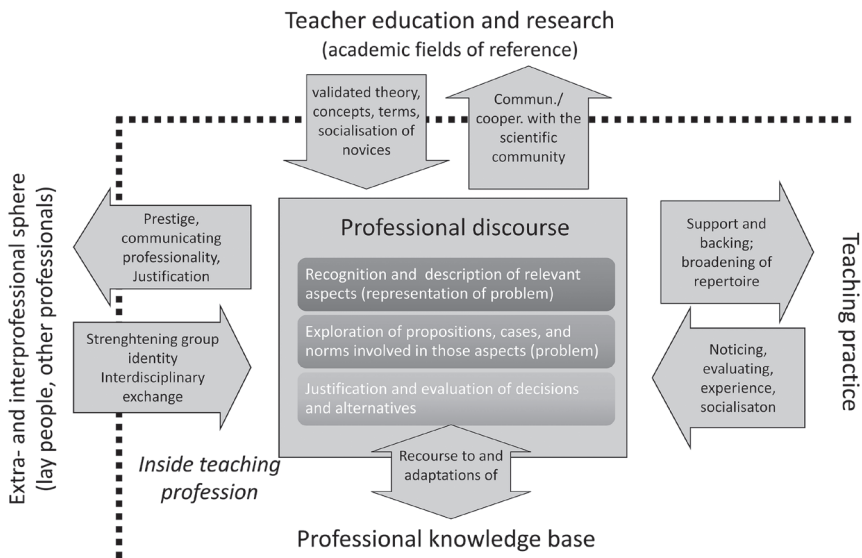 Teacher education and research
(academic fields of reference)
validated theory,
concepts, terms,
socialisation of
novices
Commun./
cooper. with the
scientific
community
Extra- and interprofessional sphere
(lay people, other professionals)
Prestige,
communicating
professionality,
Justification
Strenghtening group
identity
Interdisciplinary
exchange
Professional discourse
Recognition and description of relevant
aspects (representation of problem)
Exploration of propositions, cases, and
norms involved in those aspects (problem)
Justification and evaluation of decisions
and alternatives
Support and
backing;
broadening of
repertoire
Noticing,
evaluating,
experience,
socialisaton
Teaching practice
Inside teaching
profession
Recourse to and
adaptations of
Professional knowledge base